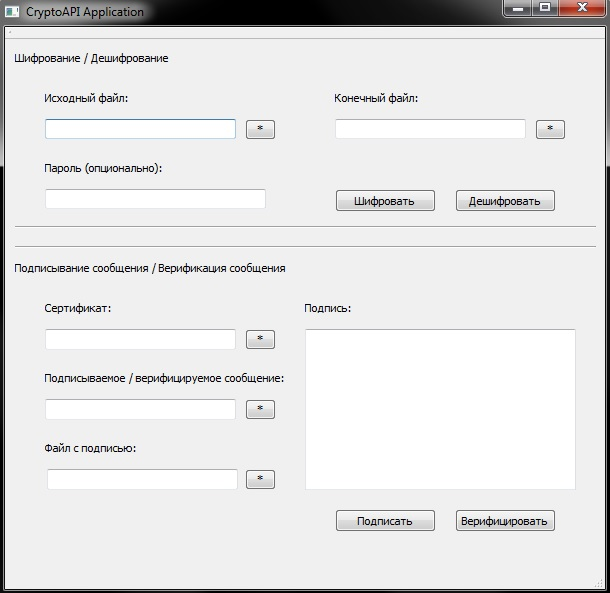 CryptoAPI Application
Шифрование / Дешифрование
Исходный файл: Конечный файл:
* *
Пароль (опционально):
Шифровать Дешифровать
Подписывание сообщения / Верификация сообщения
Сертификат: Подпись:
*
Подписываемое / верифицируемое сообщение:
*
Файл с подписью:
*
Подписать Верифицировать